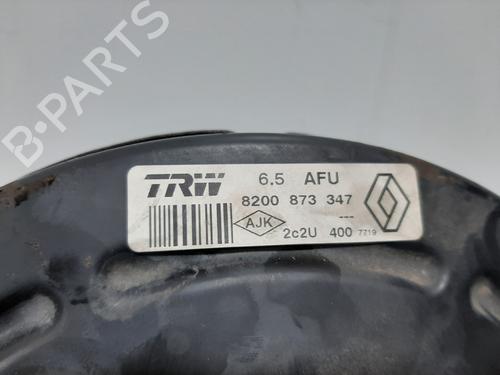 B-PARTS
TRW 6.5 AFU
8200 873 347
AJK ---
2c2U 400 7719